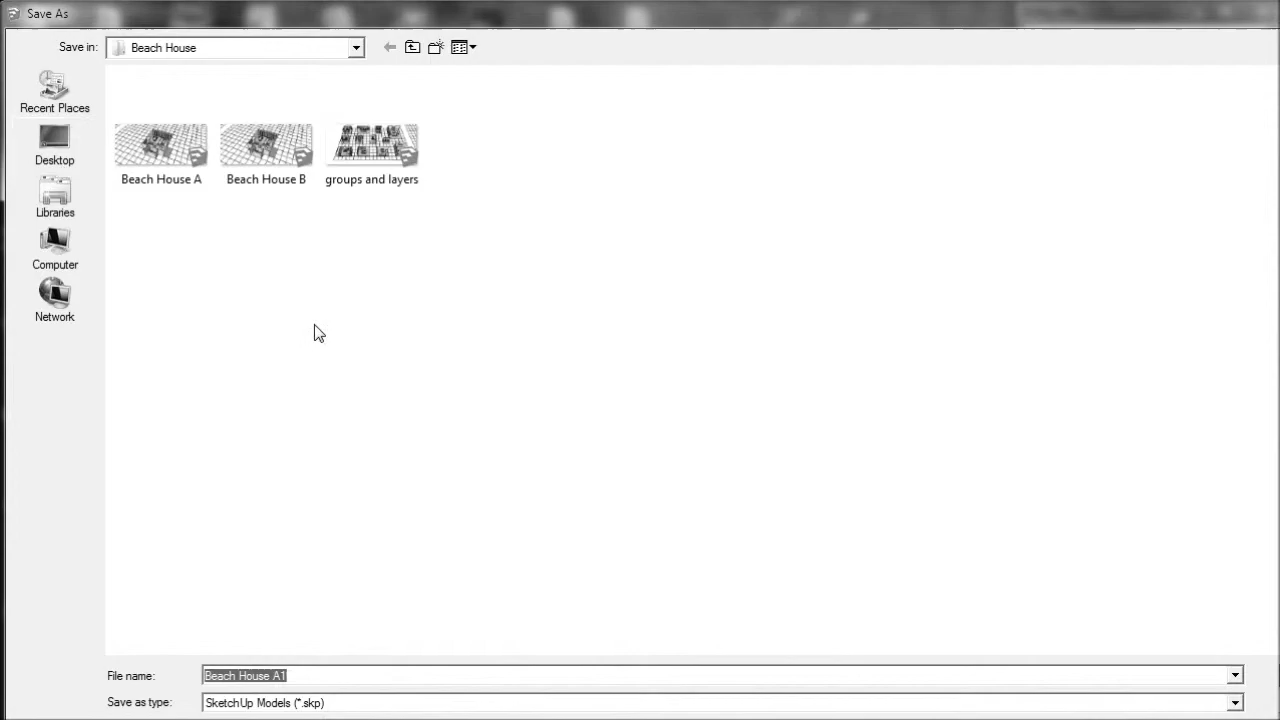 Save As
Save in: Beach House
Recent Places
Desktop
Libraries
Computer
Network
Beach House A
Beach House B
groups and layers
File name: Beach House A1
Save as type: SketchUp Models (*.skp)